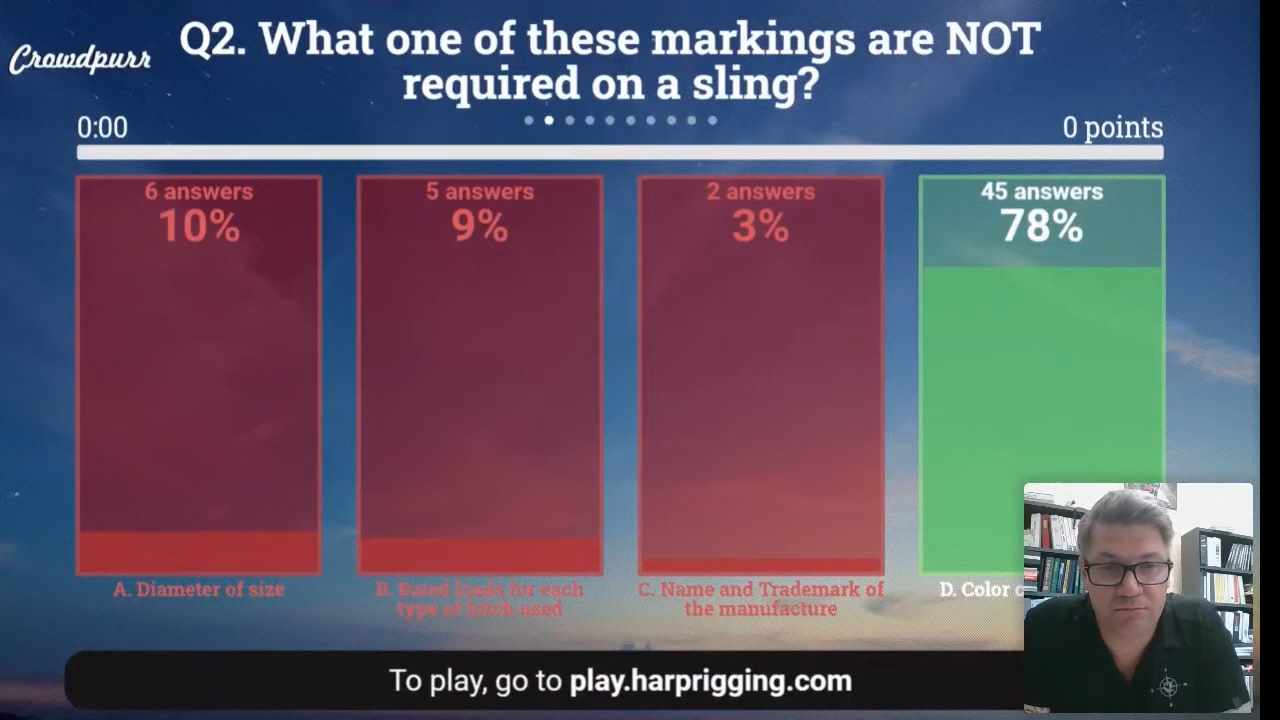 Crowdpurr
Q2. What one of these markings are NOT
required on a sling?
0:00
0 points
6 answers
10%
5 answers
9%
2 answers
3%
45 answers
78%
A. Diameter of size
B. Rated loads for each
type of hitch used
C. Name and Trademark of
the manufacture
D. Color
To play, go to play.harprigging.com